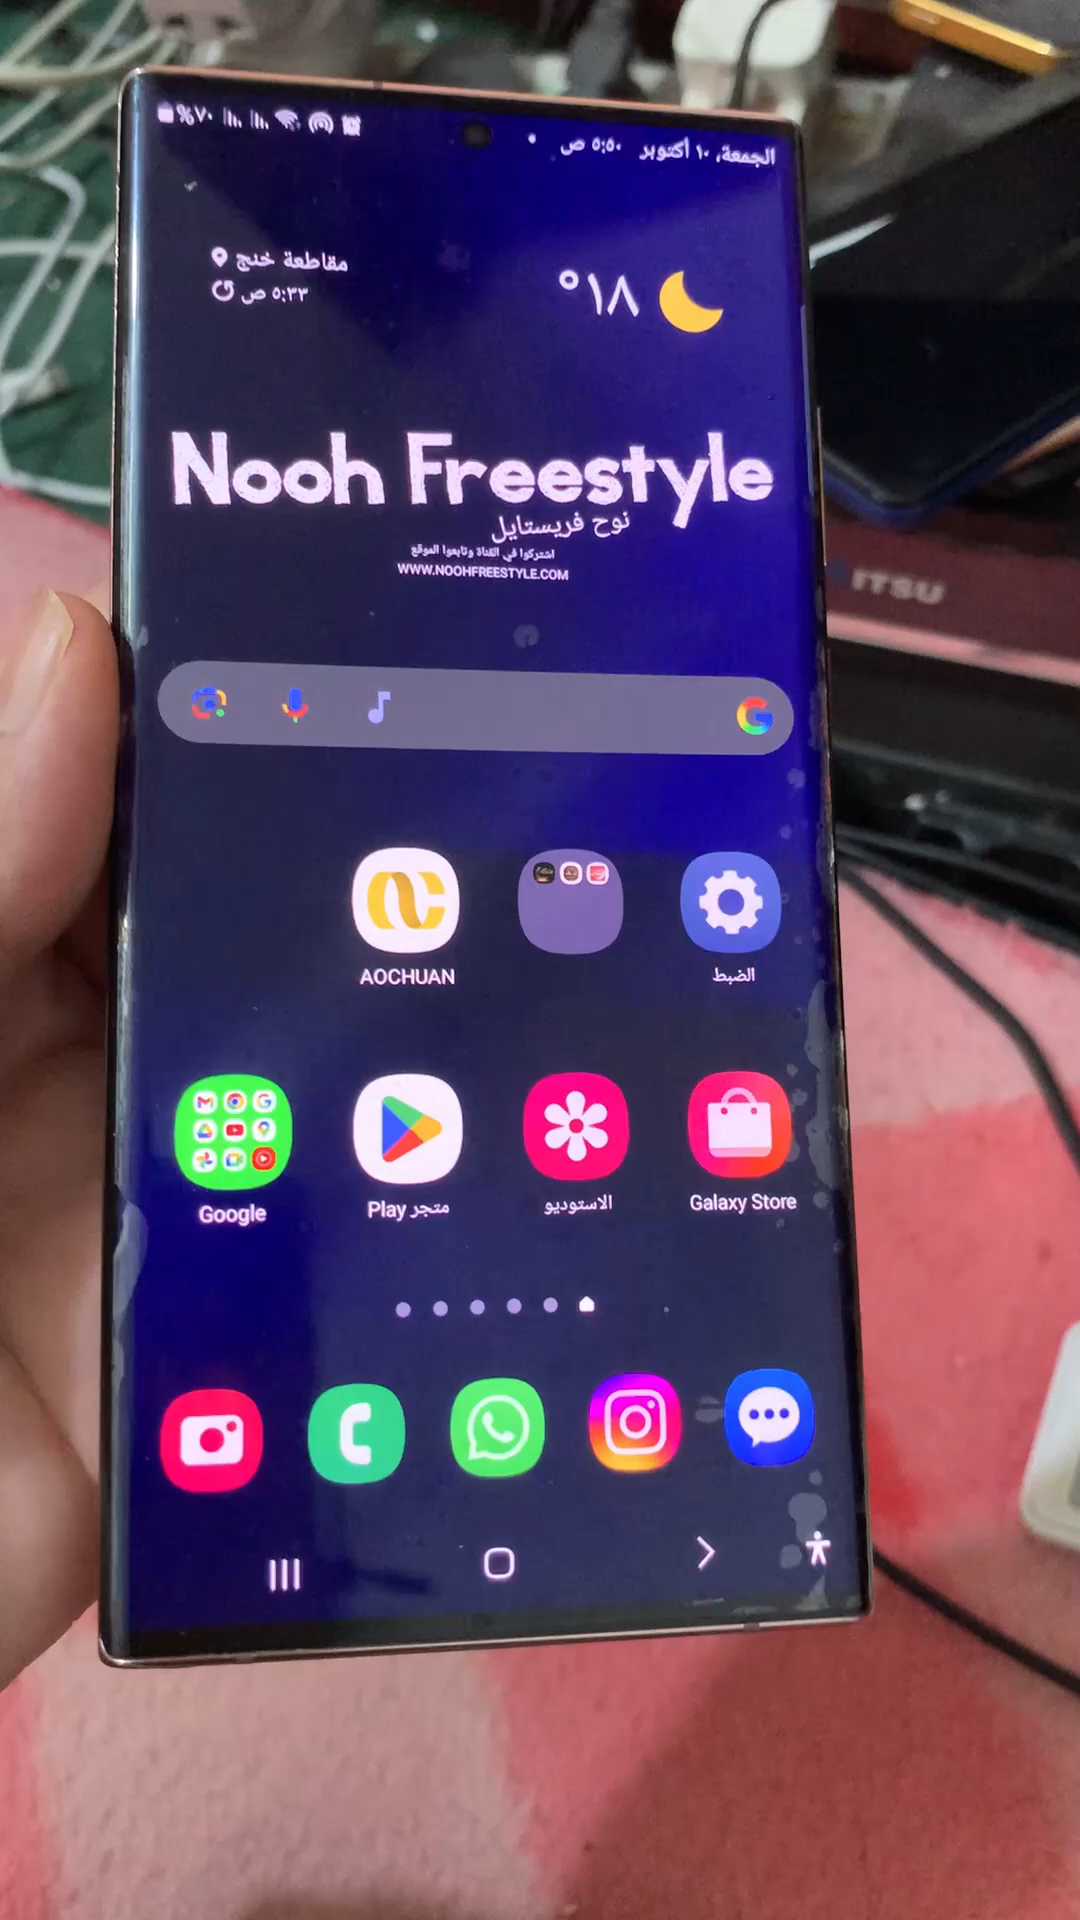 الجمعة، ١٠ أكتوبر ٥:٥٠ ص
%٧٠
°١٨
مقاطعة خنج
٥:٣٣ ص
Nooh Freestyle
نوح فريستايل
اشتركوا في القناة وتابعوا الموقع
WWW.NOOHFREESTYLE.COM
ITSU
الضبط
AOCHUAN
Galaxy Store
الاستوديو
متجر Play
Google